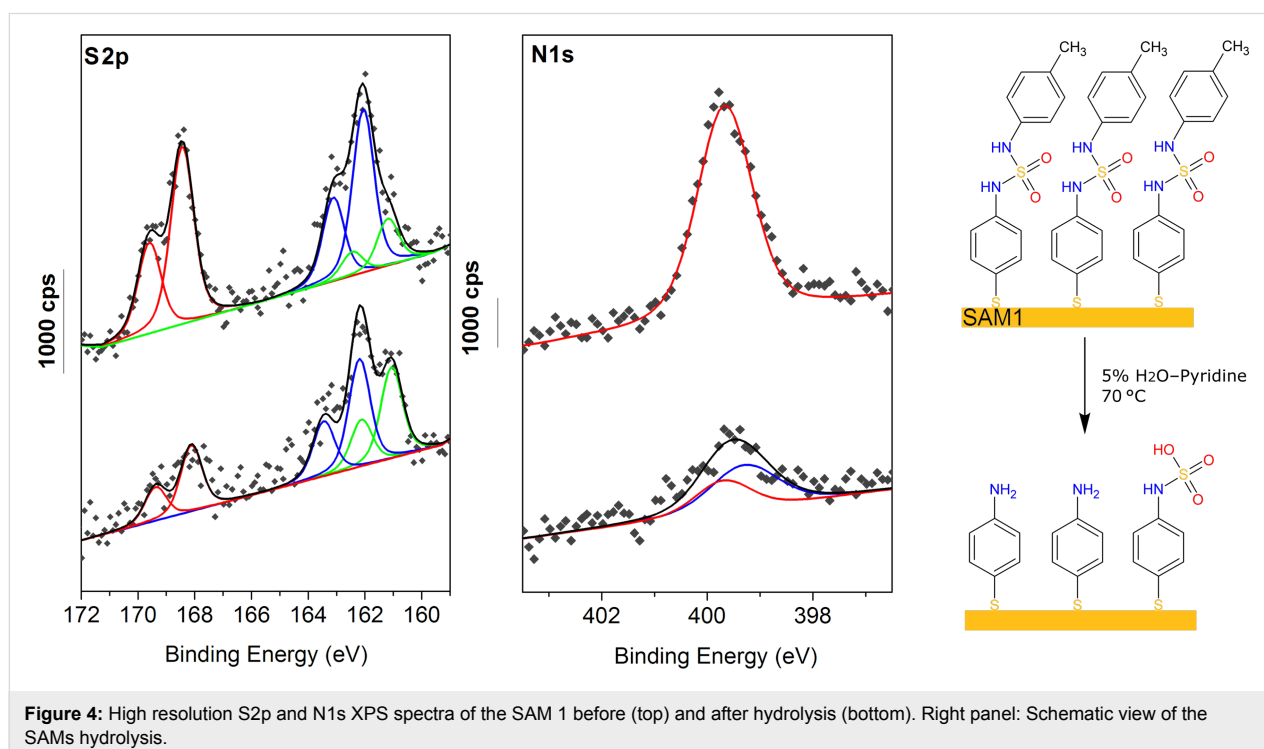 S2p
1000 cps
172 170 168 166 164 162 160
Binding Energy (eV)
N1s
1000 cps
402 400 398
Binding Energy (eV)
CH3 CH3 CH3
HN HN HN
O O O
S S S
HN O HN O HN O
S S S
SAM1
5% H2O–Pyridine
70 ºC
HO
O
S
NH2 NH2 HN O
S S S
Figure 4: High resolution S2p and N1s XPS spectra of the SAM 1 before (top) and after hydrolysis (bottom). Right panel: Schematic view of the
SAMs hydrolysis.